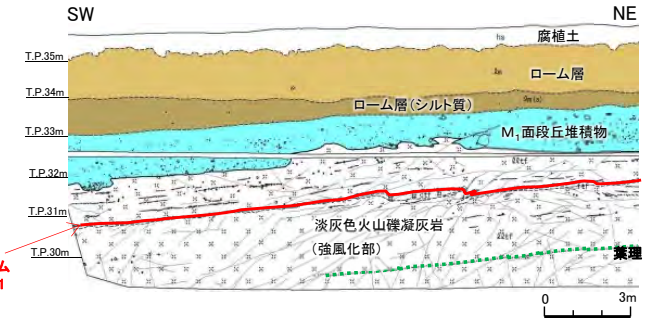 SW
NE
腐植土
T.P.35m
ローム層
T.P.34m
ローム層(シルト質)
T.P.33m
M₁面段丘堆積物
T.P.32m
T.P.31m
淡灰色火山礫凝灰岩
(強風化部)
T.P.30m
葉理
ム
1
0 3m